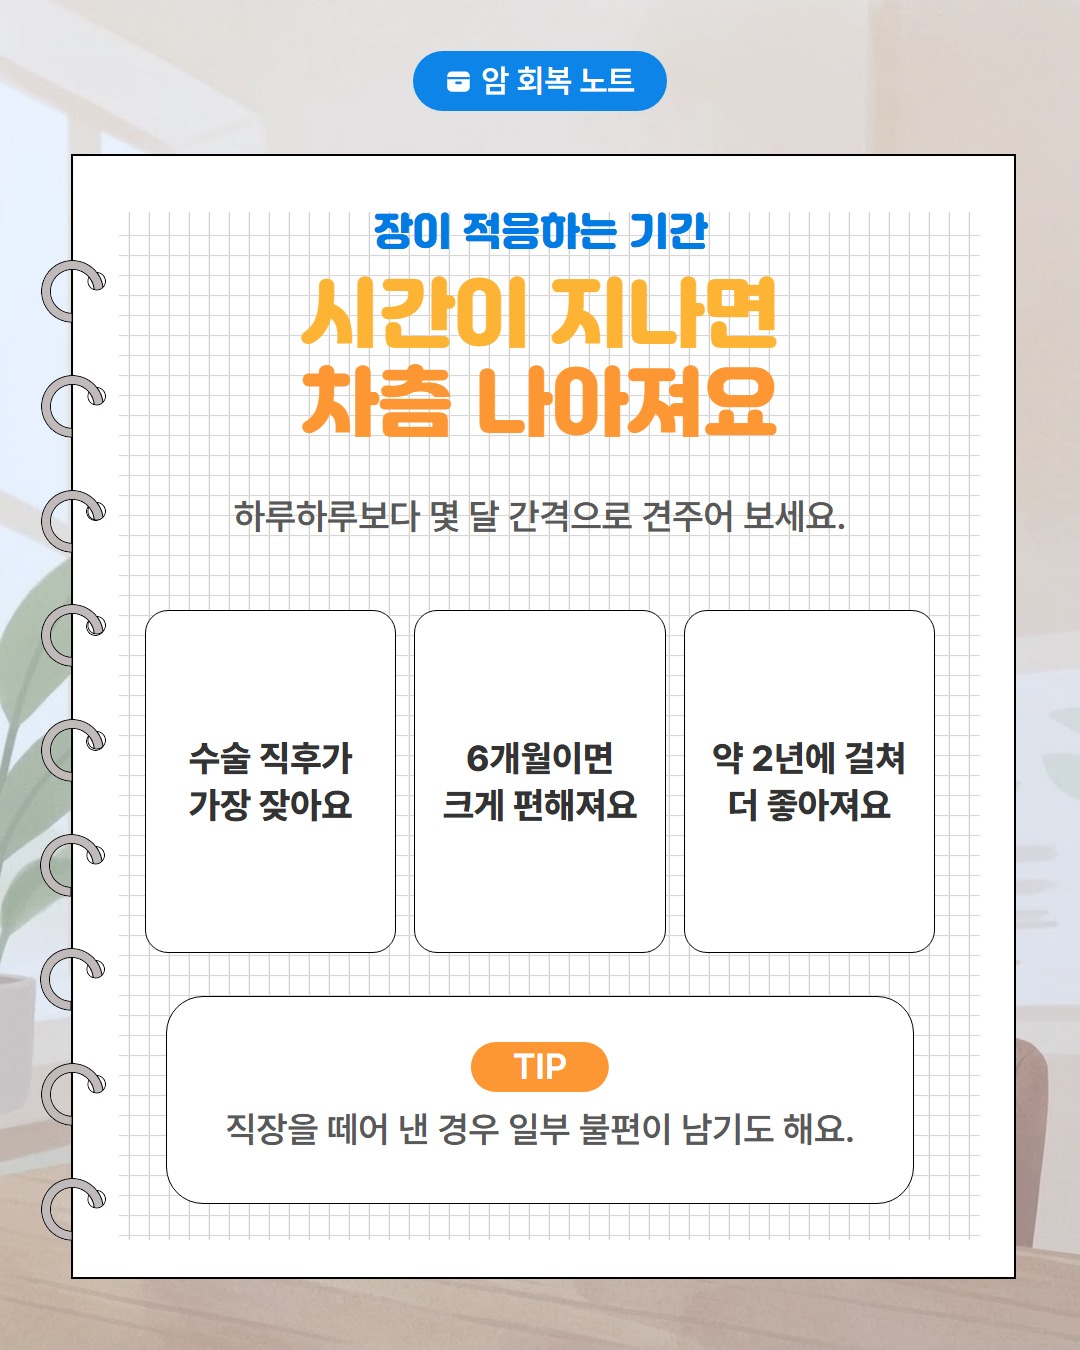 암 회복 노트
장이 적응하는 기간
시간이 지나면
차츰 나아져요
하루하루보다 몇 달 간격으로 견주어 보세요.
수술 직후가
가장 잦아요
6개월이면
크게 편해져요
약 2년에 걸쳐
더 좋아져요
TIP
직장을 떼어 낸 경우 일부 불편이 남기도 해요.